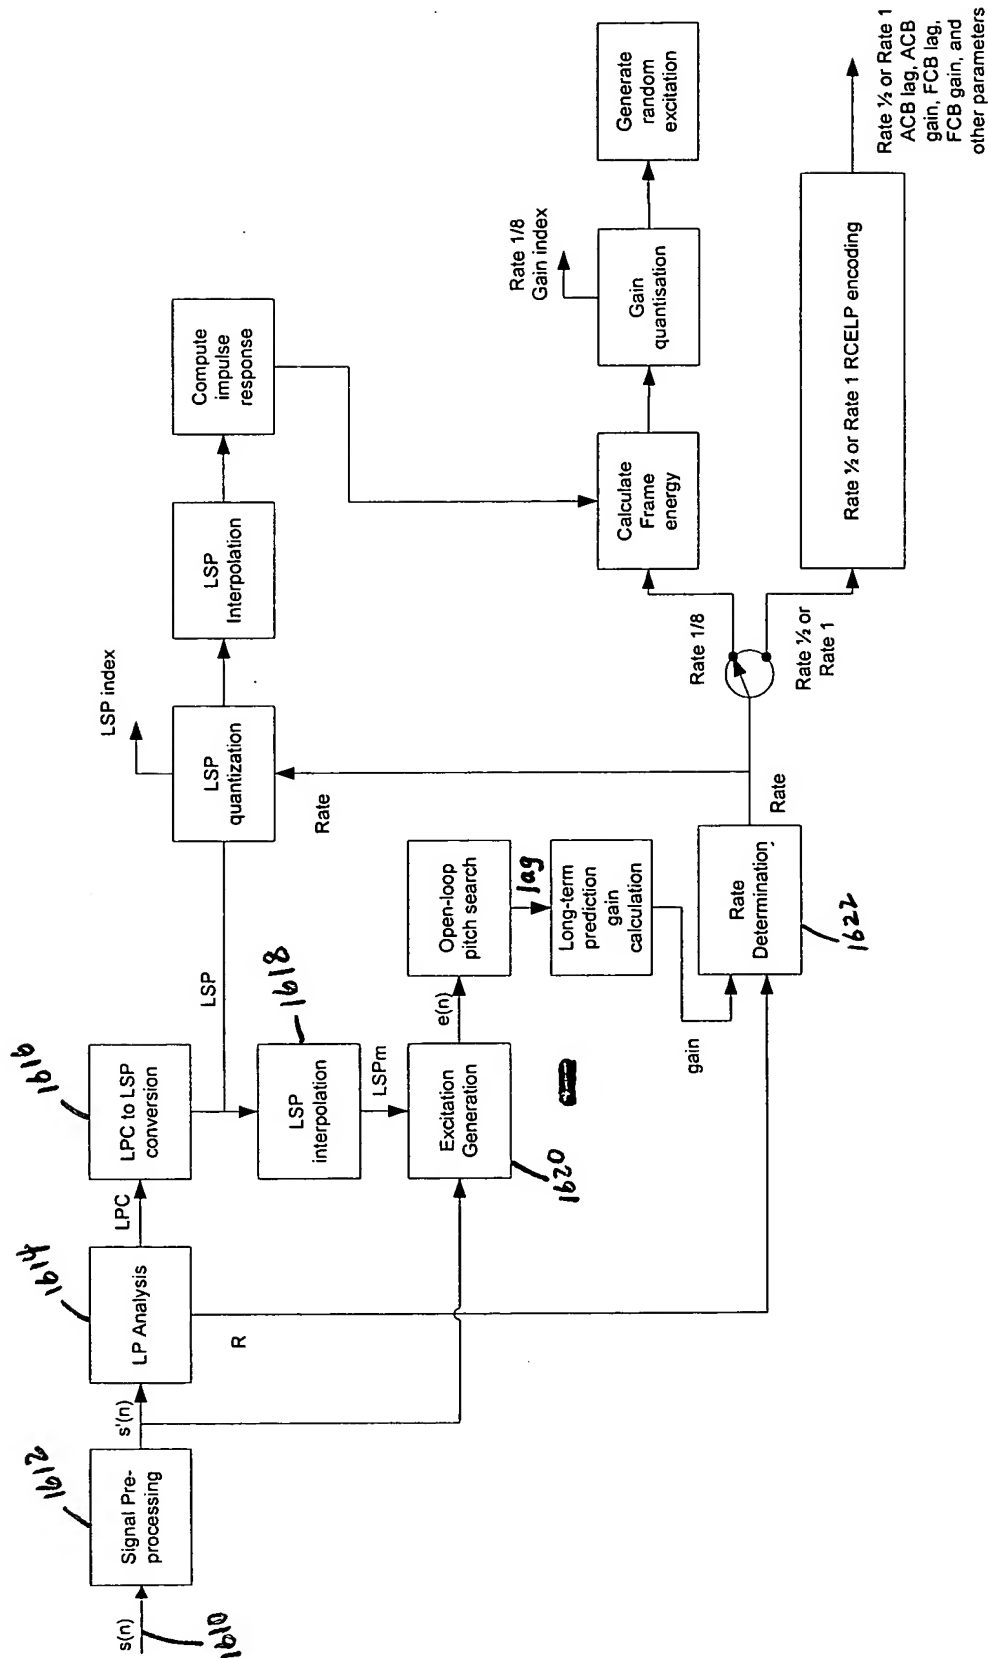 s(n)
1610
Signal Pre-
processing
1612
s'(n)
LP Analysis
1614
R
LPC
LPC to LSP
conversion
1616
LSP
LSP
interpolation
1618
LSPm
Excitation
Generation
1620
e(n)
Open-loop
pitch search
lag
Long-term
prediction
gain
calculation
gain
Rate
Determination
1622
Rate
Rate
LSP
quantization
LSP index
LSP
Interpolation
Compute
impulse
response
Rate 1/8
Rate ½ or
Rate 1
Calculate
Frame
energy
Gain
quantisation
Rate 1/8
Gain index
Generate
random
excitation
Rate ½ or Rate 1 RCELP encoding
Rate ½ or Rate 1
ACB lag, ACB
gain, FCB lag,
FCB gain, and
other parameters